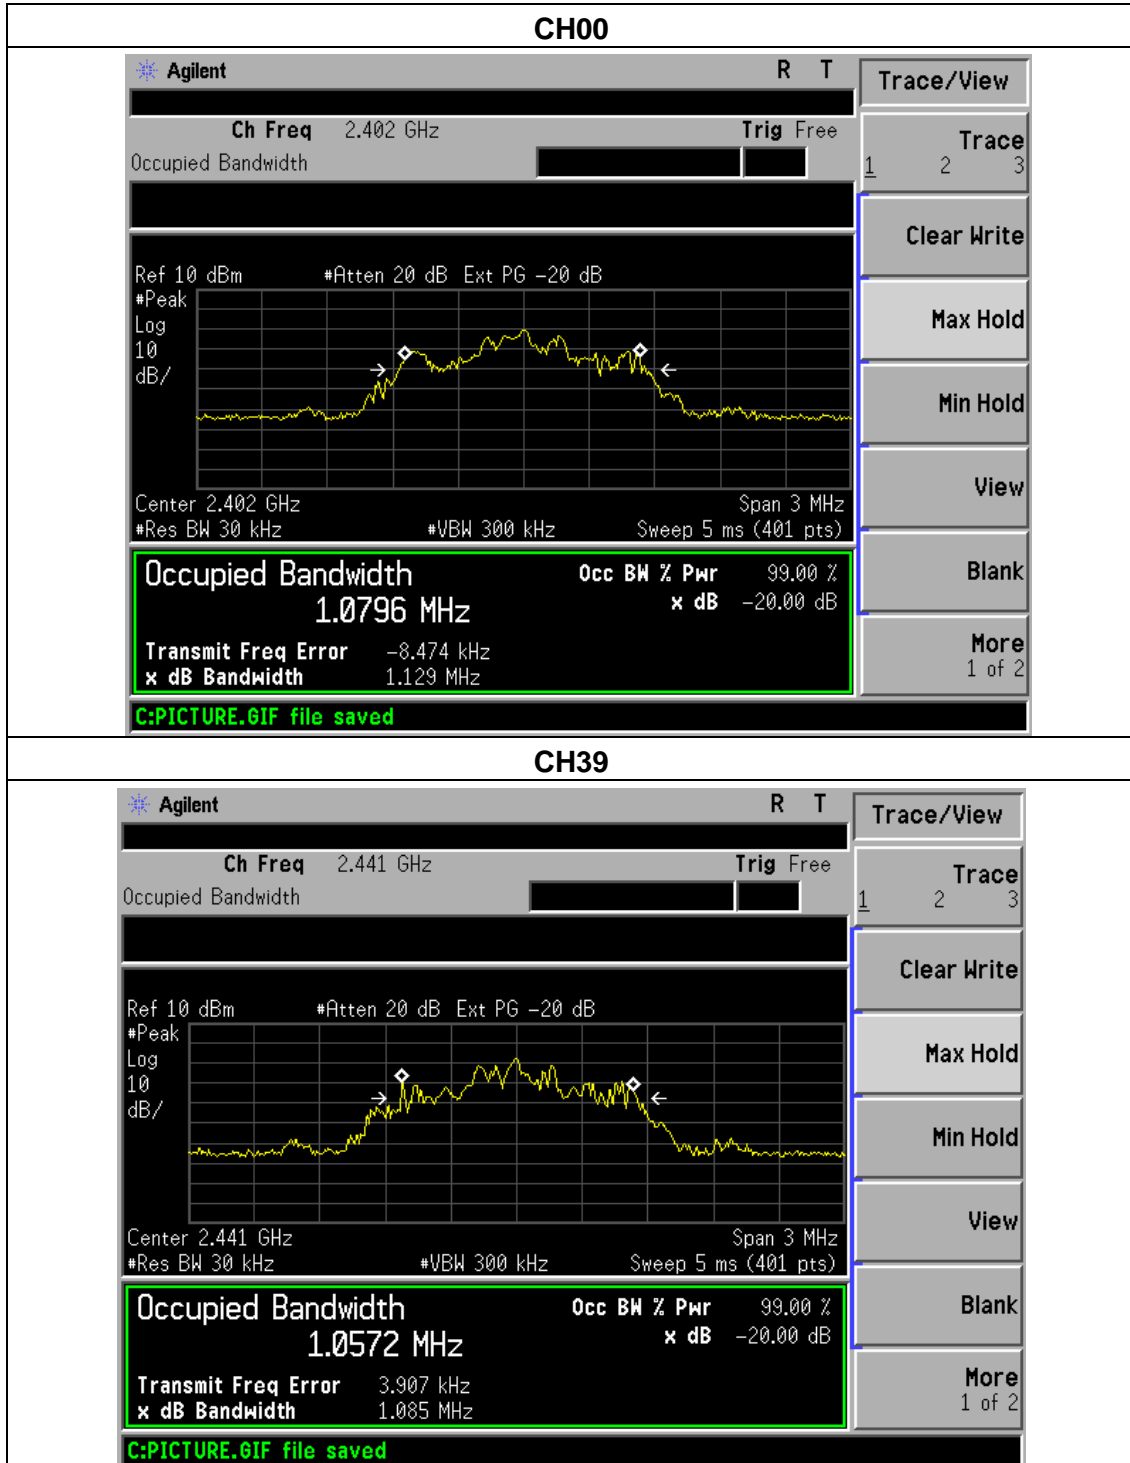 CH00
Agilent R T
Trace/View
Ch Freq 2.402 GHz Trig Free
Occupied Bandwidth
Trace
1 2 3
Clear Write
Max Hold
Min Hold
View
Blank
More
1 of 2
Ref 10 dBm #Atten 20 dB Ext PG -20 dB
#Peak
Log
10
dB/
Center 2.402 GHz Span 3 MHz
#Res BW 30 kHz #VBW 300 kHz Sweep 5 ms (401 pts)
Occupied Bandwidth Occ BW % Pwr 99.00 %
1.0796 MHz x dB -20.00 dB
Transmit Freq Error -8.474 kHz
x dB Bandwidth 1.129 MHz
C:PICTURE.GIF file saved
CH39
Agilent R T
Trace/View
Ch Freq 2.441 GHz Trig Free
Occupied Bandwidth
Trace
1 2 3
Clear Write
Max Hold
Min Hold
View
Blank
More
1 of 2
Ref 10 dBm #Atten 20 dB Ext PG -20 dB
#Peak
Log
10
dB/
Center 2.441 GHz Span 3 MHz
#Res BW 30 kHz #VBW 300 kHz Sweep 5 ms (401 pts)
Occupied Bandwidth Occ BW % Pwr 99.00 %
1.0572 MHz x dB -20.00 dB
Transmit Freq Error 3.907 kHz
x dB Bandwidth 1.085 MHz
C:PICTURE.GIF file saved